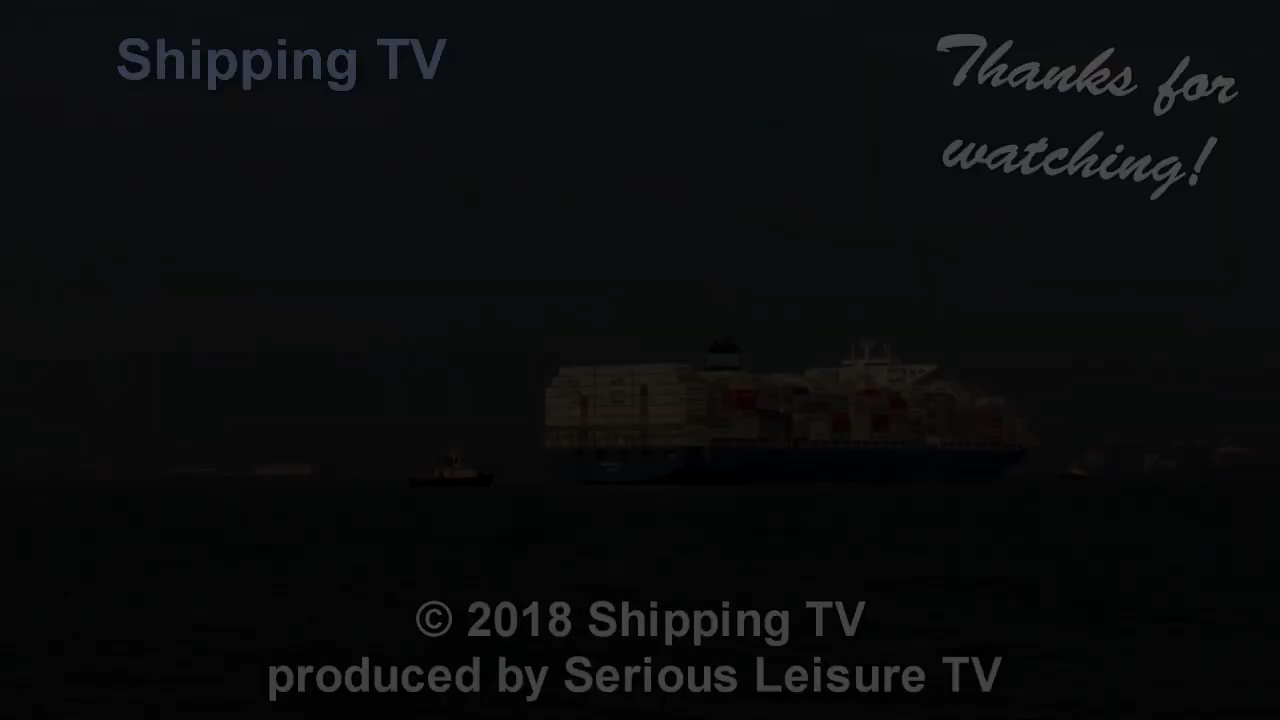 Shipping TV
Thanks for
watching!
© 2018 Shipping TV
produced by Serious Leisure TV